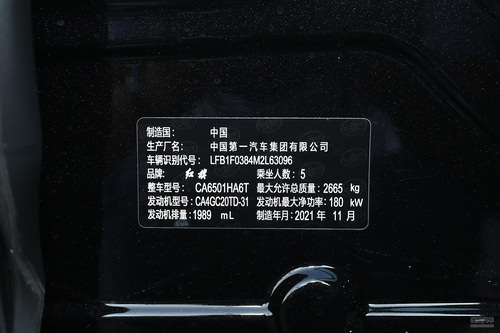 制造国： 中国
生产厂名： 中国第一汽车集团有限公司
车辆识别代号： LFB1F0384M2L63096
品牌： 红旗 乘坐人数：5
整车型号： CA6501HA6T 最大允许总质量：2665 kg
发动机型号：CA4GC20TD-31 发动机最大净功率：180 kW
发动机排量：1989 mL 制造年月：2021年 11 月